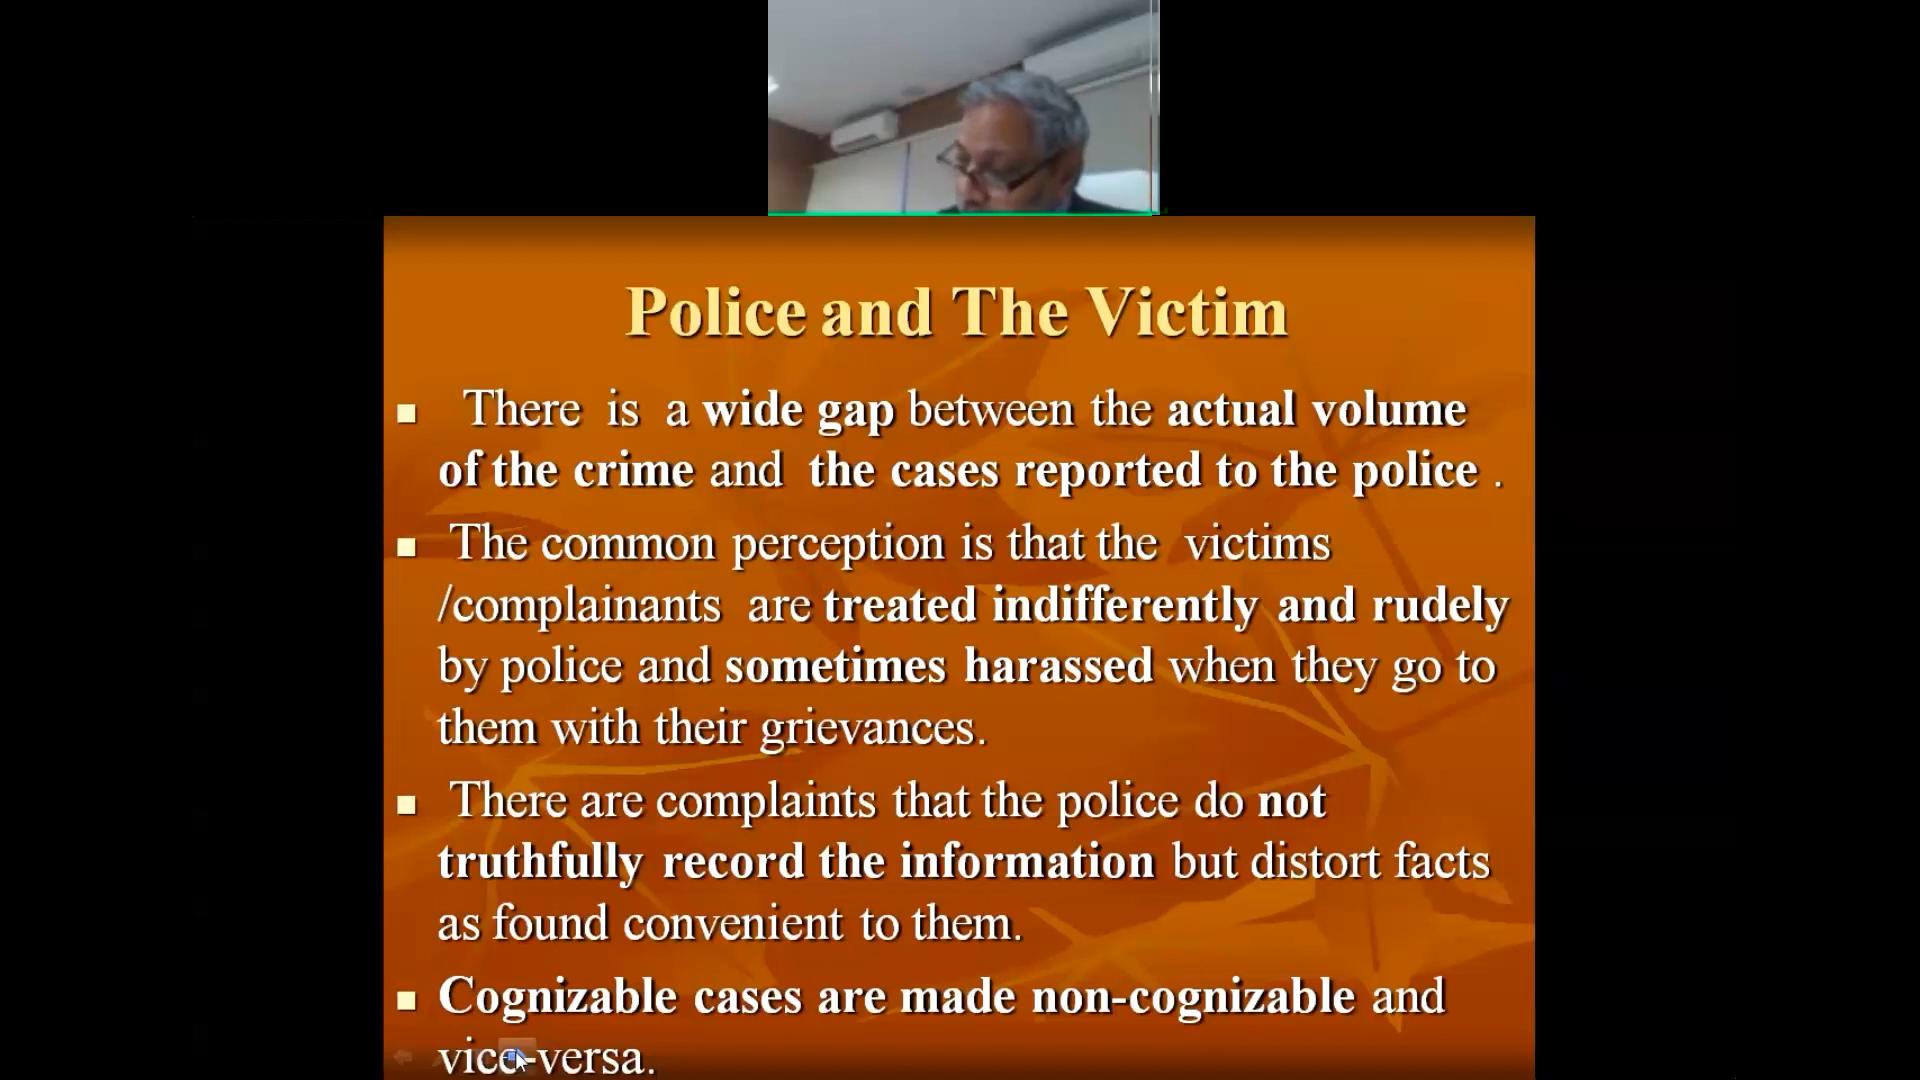 Police and The Victim
There is a wide gap between the actual volume
of the crime and the cases reported to the police .
The common perception is that the victims
/complainants are treated indifferently and rudely
by police and sometimes harassed when they go to
them with their grievances.
There are complaints that the police do not
truthfully record the information but distort facts
as found convenient to them.
Cognizable cases are made non-cognizable and
vice-versa.